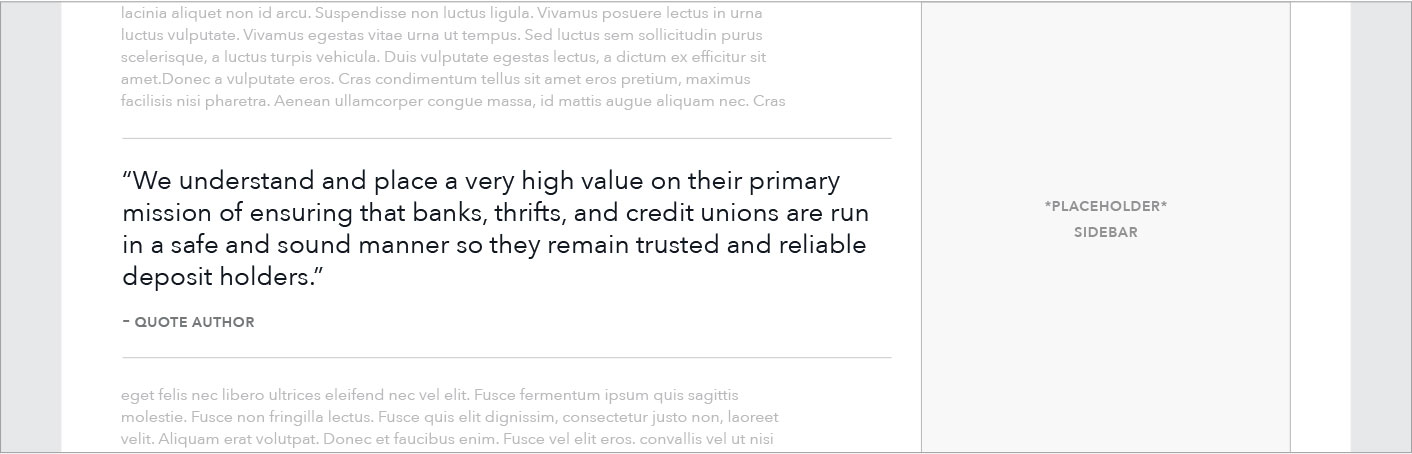 lacinia aliquet non id arcu. Suspendisse non luctus ligula. Vivamus posuere lectus in urna
luctus vulputate. Vivamus egestas vitae urna ut tempus. Sed luctus sem sollicitudin purus
scelerisque, a luctus turpis vehicula. Duis vulputate egestas lectus, a dictum ex efficitur sit
amet.Donec a vulputate eros. Cras condimentum tellus sit amet eros pretium, maximus
facilisis nisi pharetra. Aenean ullamcorper congue massa, id mattis augue aliquam nec. Cras
“We understand and place a very high value on their primary
mission of ensuring that banks, thrifts, and credit unions are run
in a safe and sound manner so they remain trusted and reliable
deposit holders.”
– QUOTE AUTHOR
eget felis nec libero ultrices eleifend nec vel elit. Fusce fermentum ipsum quis sagittis
molestie. Fusce non fringilla lectus. Fusce quis elit dignissim, consectetur justo non, laoreet
velit. Aliquam erat volutpat. Donec et faucibus enim. Fusce vel elit eros. convallis vel ut nisi
*PLACEHOLDER*
SIDEBAR